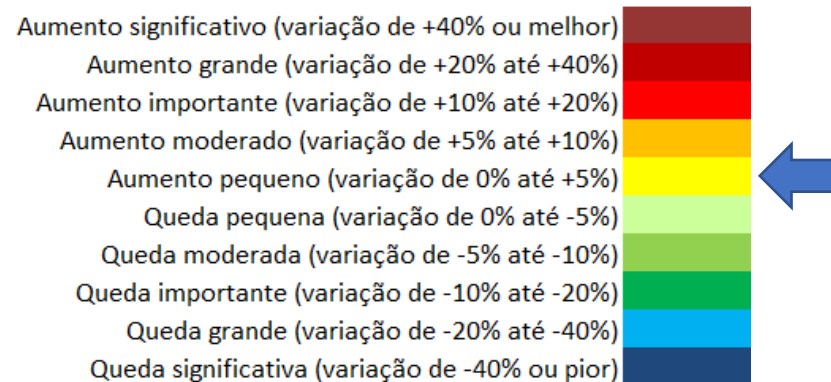 Aumento significativo (variação de +40% ou melhor)
Aumento grande (variação de +20% até +40%)
Aumento importante (variação de +10% até +20%)
Aumento moderado (variação de +5% até +10%)
Aumento pequeno (variação de 0% até +5%)
Queda pequena (variação de 0% até -5%)
Queda moderada (variação de -5% até -10%)
Queda importante (variação de -10% até -20%)
Queda grande (variação de -20% até -40%)
Queda significativa (variação de -40% ou pior)